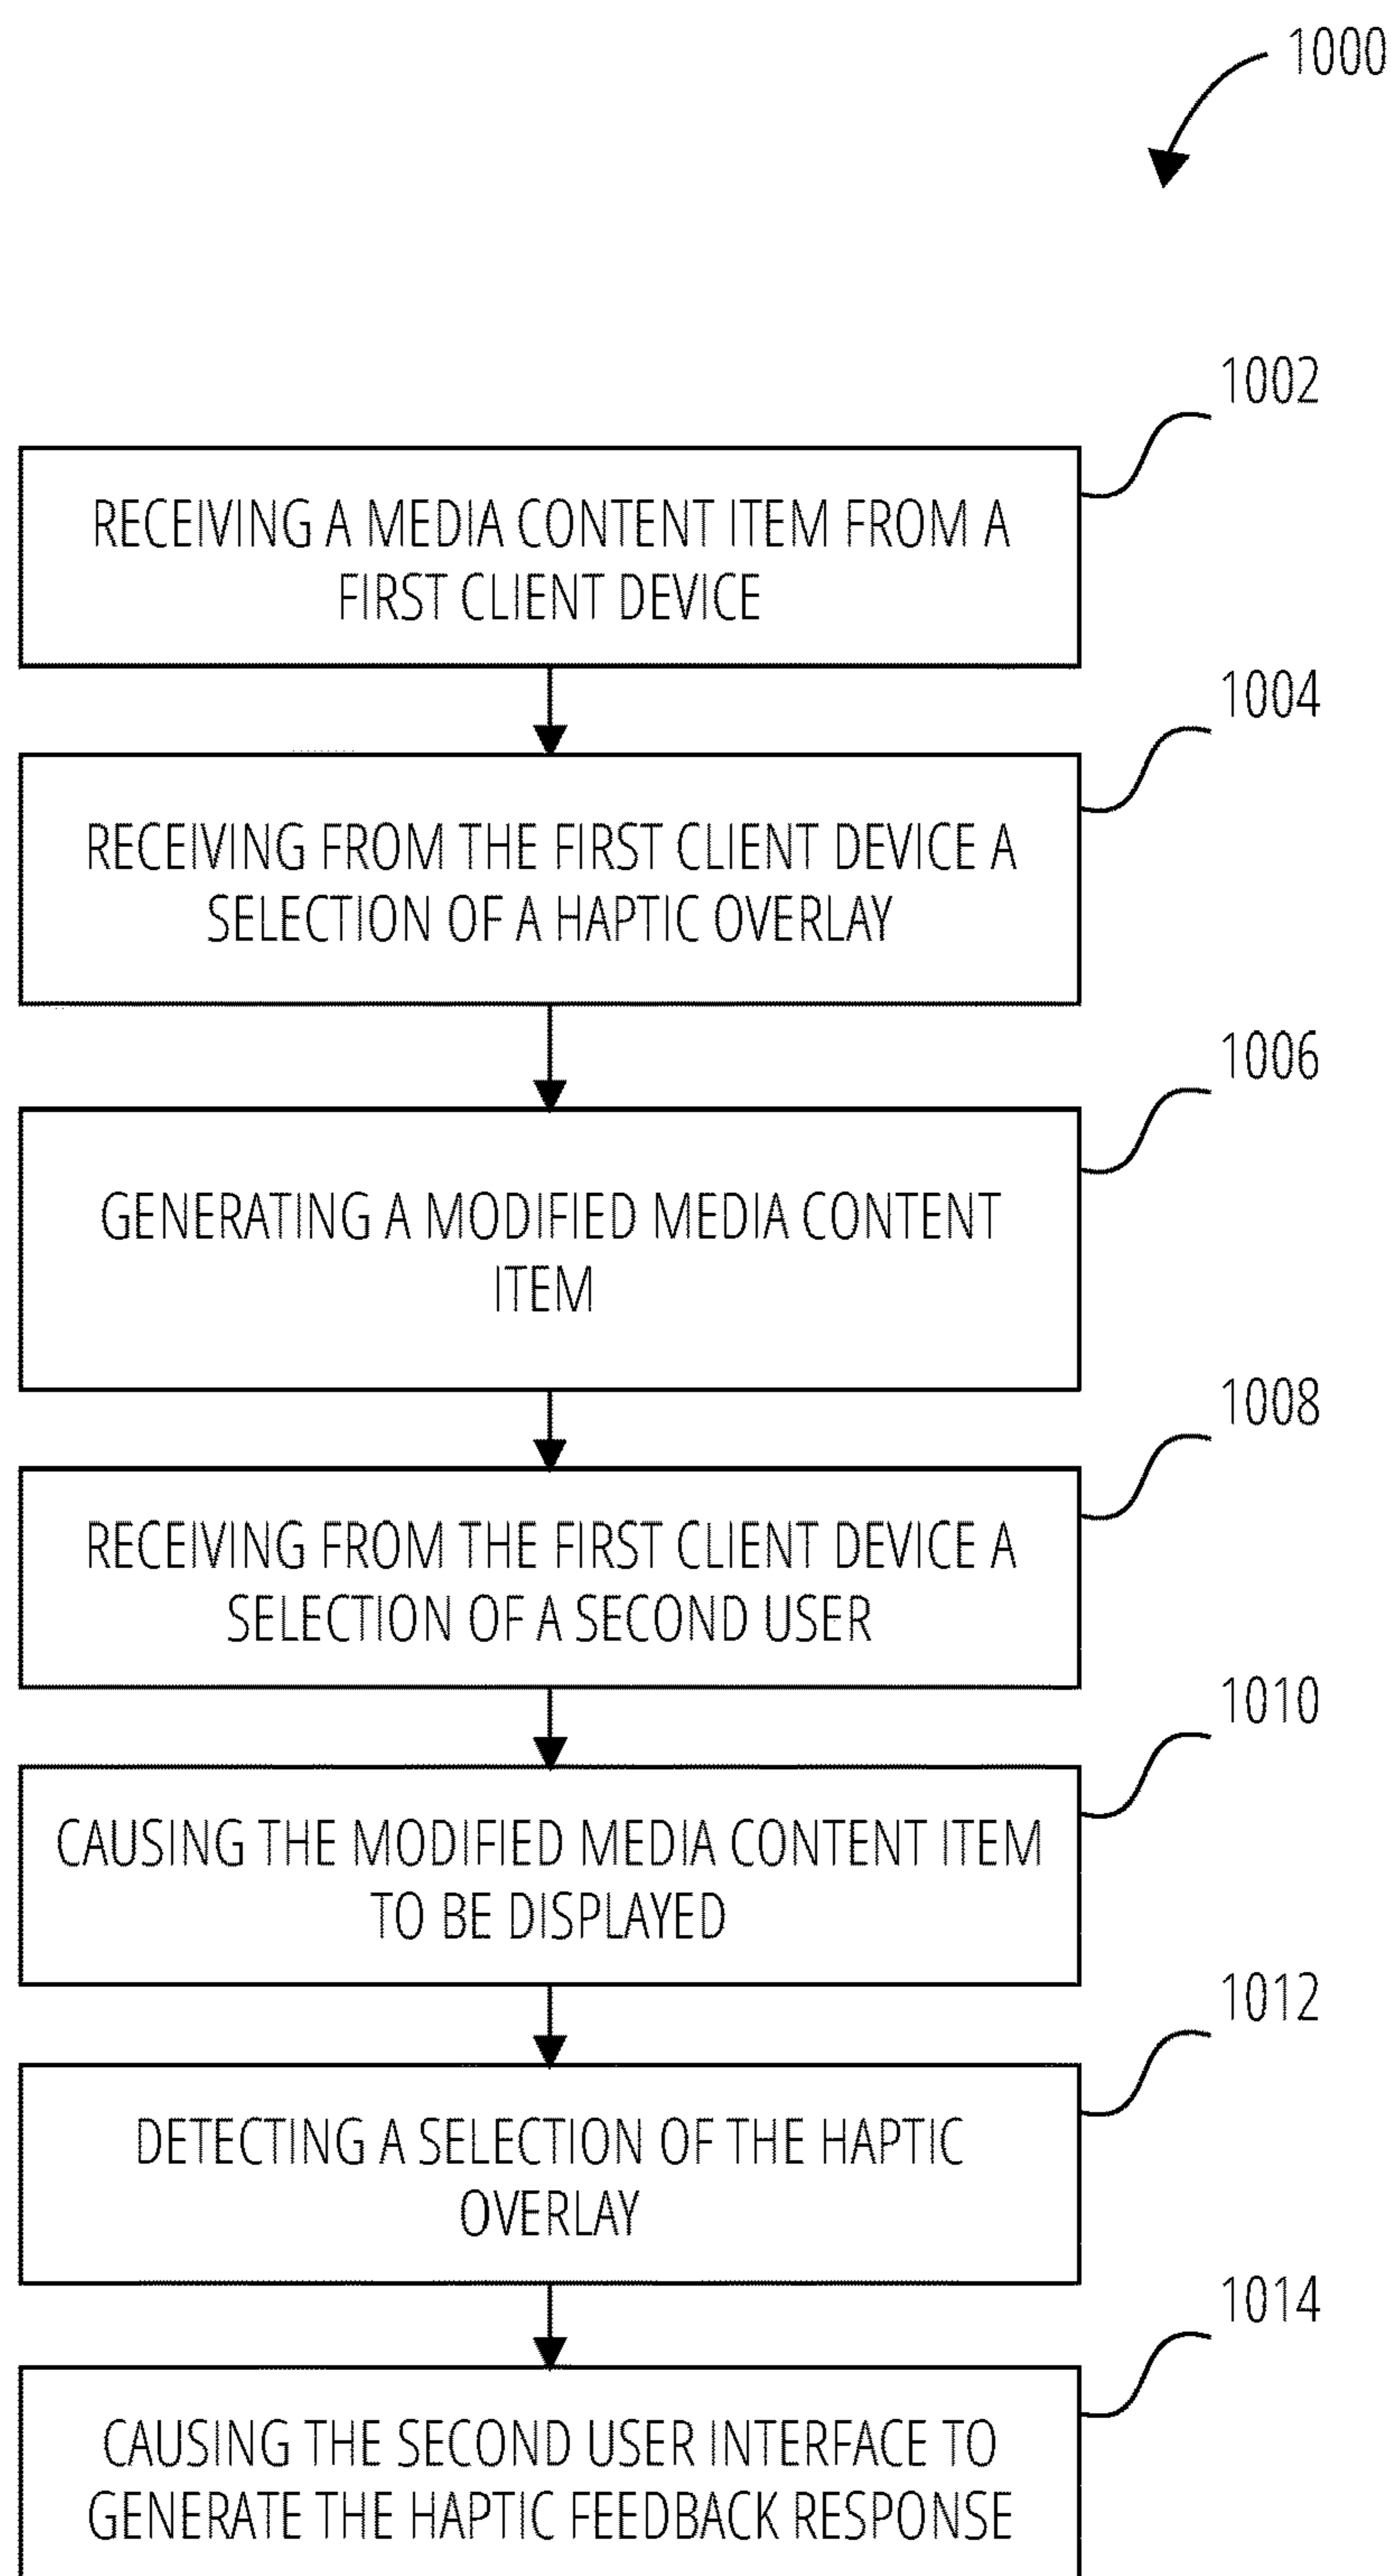 1000
1002
RECEIVING A MEDIA CONTENT ITEM FROM A
FIRST CLIENT DEVICE
1004
RECEIVING FROM THE FIRST CLIENT DEVICE A
SELECTION OF A HAPTIC OVERLAY
1006
GENERATING A MODIFIED MEDIA CONTENT
ITEM
1008
RECEIVING FROM THE FIRST CLIENT DEVICE A
SELECTION OF A SECOND USER
1010
CAUSING THE MODIFIED MEDIA CONTENT ITEM
TO BE DISPLAYED
1012
DETECTING A SELECTION OF THE HAPTIC
OVERLAY
1014
CAUSING THE SECOND USER INTERFACE TO
GENERATE THE HAPTIC FEEDBACK RESPONSE